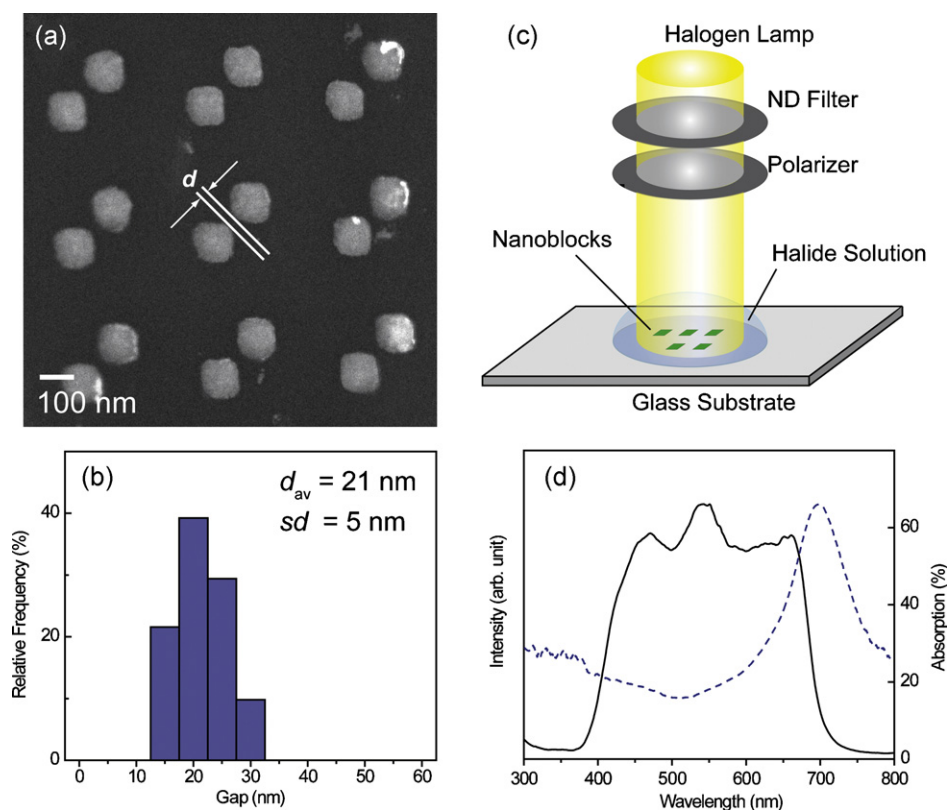 (a)
d
100 nm
(c)
Halogen Lamp
ND Filter
Polarizer
Nanoblocks
Halide Solution
Glass Substrate
(b)
d_av = 21 nm
sd = 5 nm
40
20
0
Relative Frequency (%)
0 10 20 30 40 50 60
Gap (nm)
(d)
Intensity (arb. unit)
60
40
20
0
Absorption (%)
300 400 500 600 700 800
Wavelength (nm)